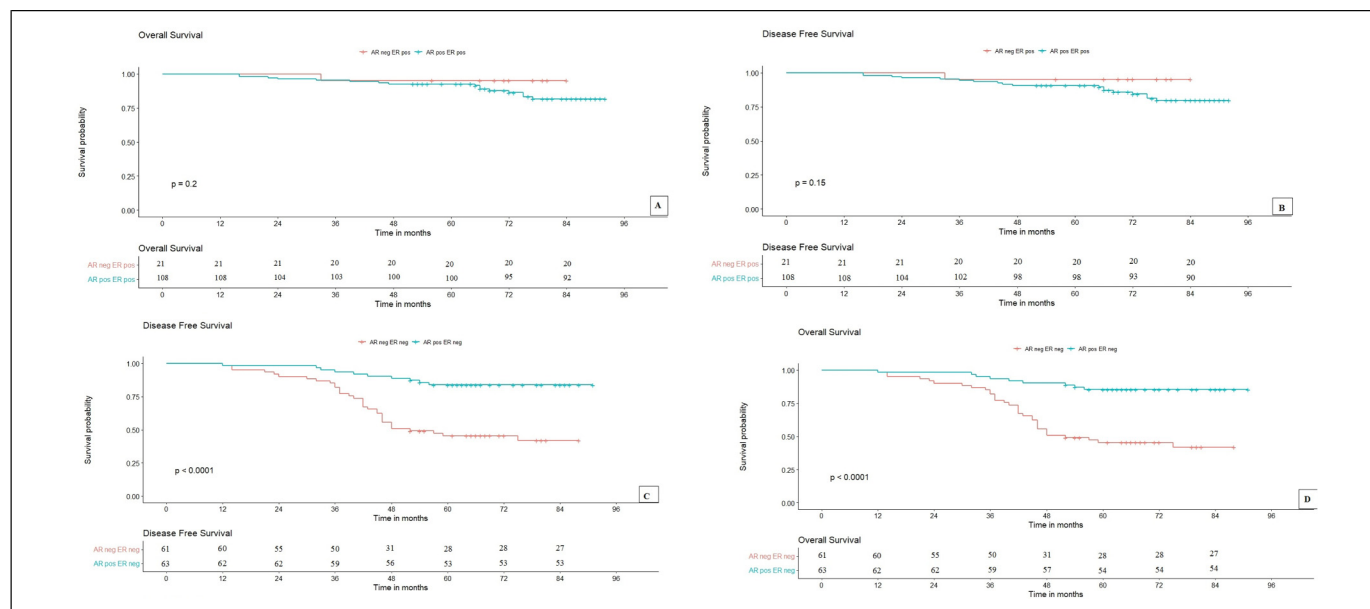 Overall Survival
AR neg ER pos AR pos ER pos
1.00
0.75
0.50
0.25
0.00
Survival probability
p = 0.2
A
0 12 24 36 48 60 72 84 96
Time in months
Overall Survival
AR neg ER pos 21 21 21 20 20 20 20 20
AR pos ER pos 108 108 104 103 100 100 95 92
0 12 24 36 48 60 72 84 96
Time in months
Disease Free Survival
AR neg ER pos AR pos ER pos
1.00
0.75
0.50
0.25
0.00
Survival probability
p = 0.15
B
0 12 24 36 48 60 72 84 96
Time in months
Disease Free Survival
AR neg ER pos 21 21 21 20 20 20 20 20
AR pos ER pos 108 108 104 102 98 98 93 90
0 12 24 36 48 60 72 84 96
Time in months
Disease Free Survival
AR neg ER neg AR pos ER neg
1.00
0.75
0.50
0.25
0.00
Survival probability
p < 0.0001
C
0 12 24 36 48 60 72 84 96
Time in months
Disease Free Survival
AR neg ER neg 61 60 55 50 31 28 28 27
AR pos ER neg 63 62 62 59 56 53 53 53
0 12 24 36 48 60 72 84 96
Time in months
Overall Survival
AR neg ER neg AR pos ER neg
1.00
0.75
0.50
0.25
0.00
Survival probability
p < 0.0001
D
0 12 24 36 48 60 72 84 96
Time in months
Overall Survival
AR neg ER neg 61 60 55 50 31 28 28 27
AR pos ER neg 63 62 62 59 57 54 54 54
0 12 24 36 48 60 72 84 96
Time in months